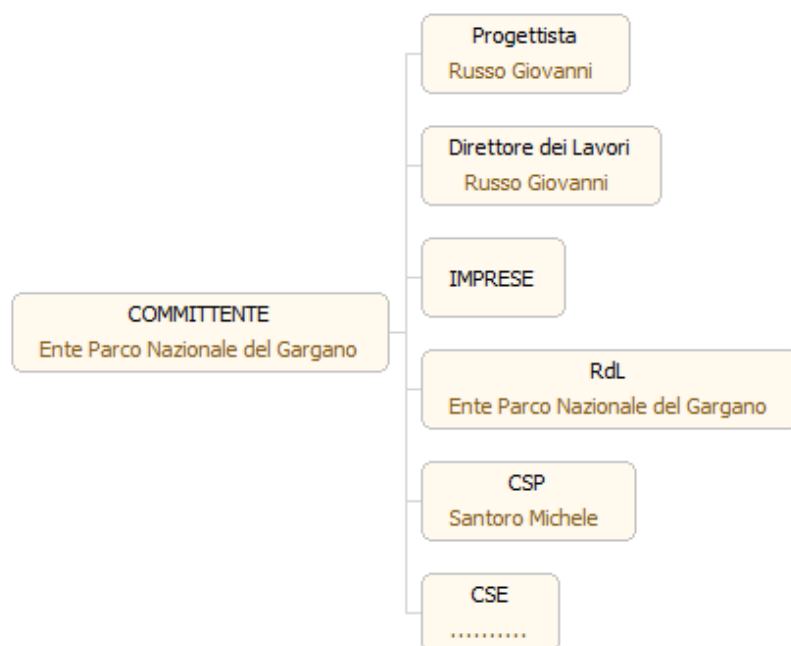 Progettista
Russo Giovanni
Direttore dei Lavori
Russo Giovanni
IMPRESE
COMMITTENTE
Ente Parco Nazionale del Gargano
RdL
Ente Parco Nazionale del Gargano
CSP
Santoro Michele
CSE
..........